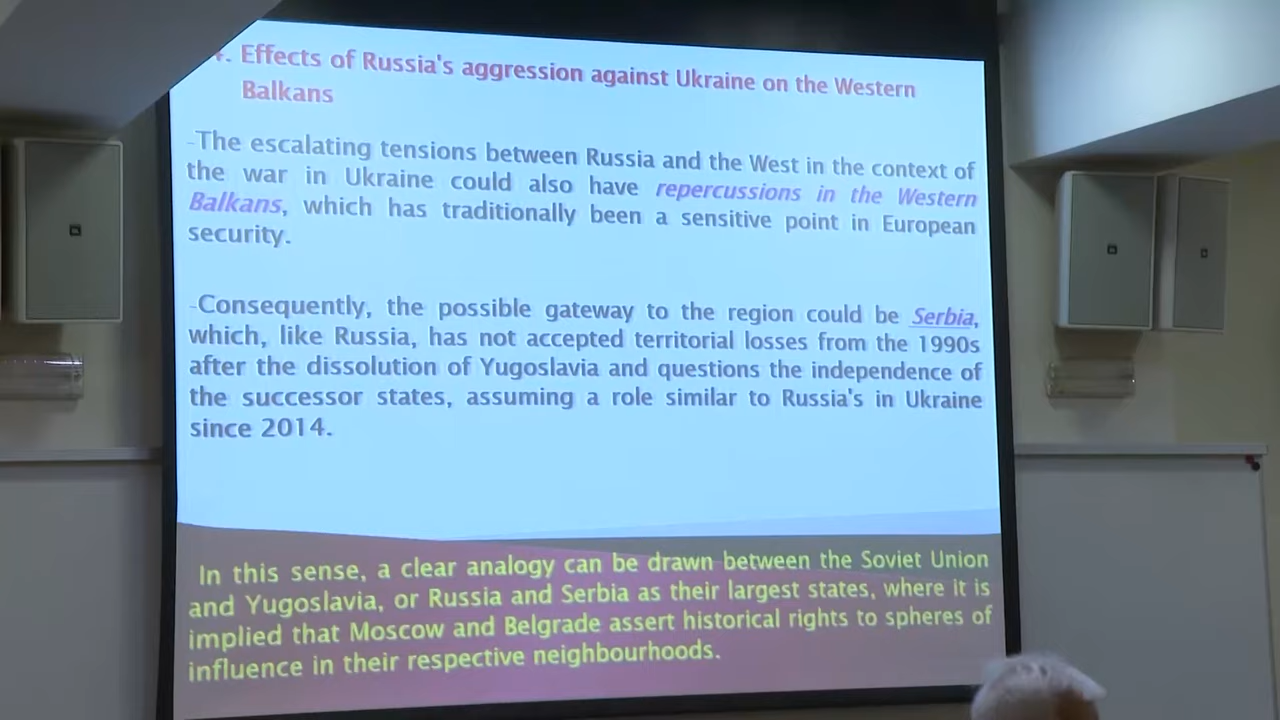 . Effects of Russia's aggression against Ukraine on the Western
Balkans
-The escalating tensions between Russia and the West in the context of
the war in Ukraine could also have repercussions in the Western
Balkans, which has traditionally been a sensitive point in European
security.
-Consequently, the possible gateway to the region could be Serbia,
which, like Russia, has not accepted territorial losses from the 1990s
after the dissolution of Yugoslavia and questions the independence of
the successor states, assuming a role similar to Russia's in Ukraine
since 2014.
In this sense, a clear analogy can be drawn between the Soviet Union
and Yugoslavia, or Russia and Serbia as their largest states, where it is
implied that Moscow and Belgrade assert historical rights to spheres of
influence in their respective neighbourhoods.